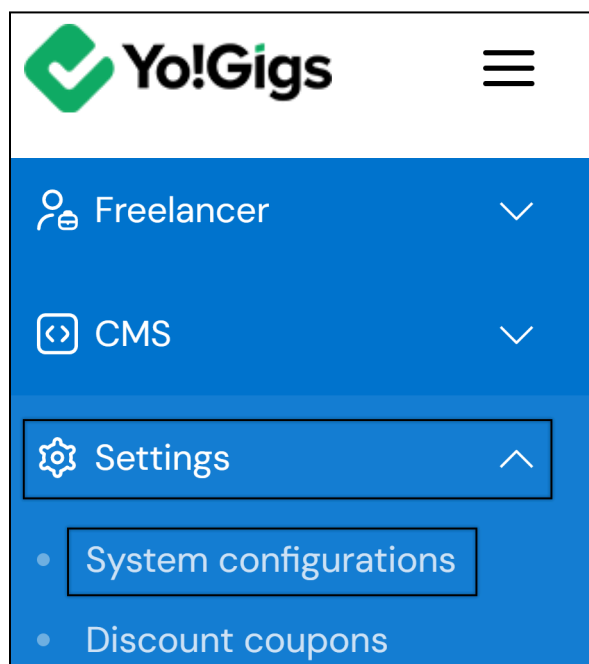 Yo!Gigs
Freelancer
CMS
Settings
System configurations
Discount coupons